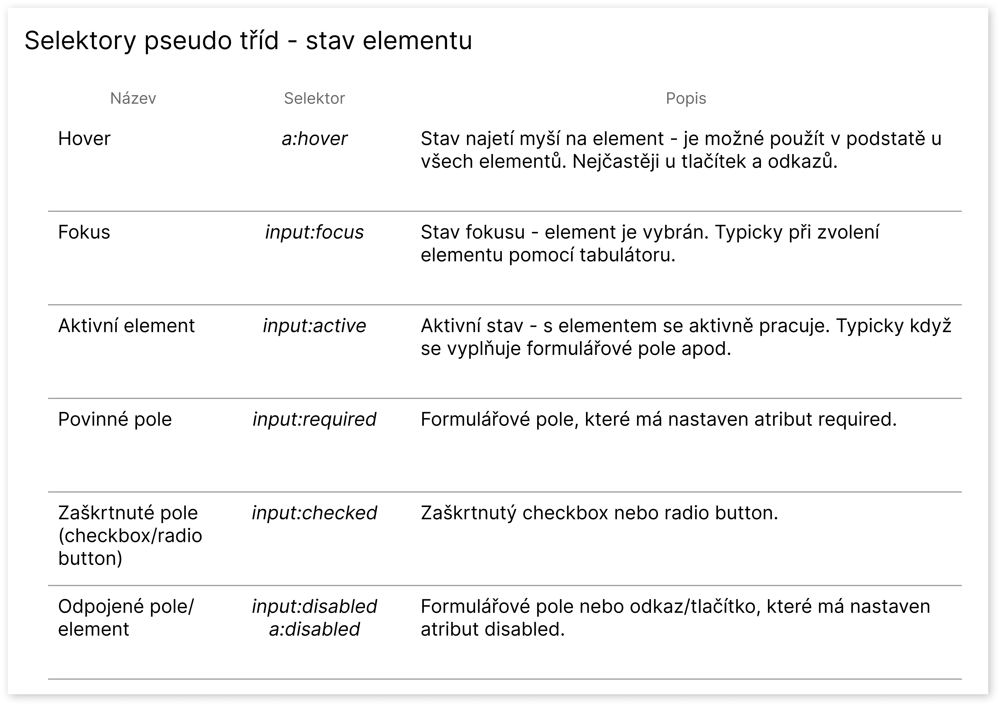 Selektory pseudo tříd - stav elementu
Název Selektor Popis
Hover a:hover Stav najetí myší na element - je možné použít v podstatě u
všech elementů. Nejčastěji u tlačítek a odkazů.
Fokus input:focus Stav fokusu - element je vybrán. Typicky při zvolení
elementu pomocí tabulátoru.
Aktivní element input:active Aktivní stav - s elementem se aktivně pracuje. Typicky když
se vyplňuje formulářové pole apod.
Povinné pole input:required Formulářové pole, které má nastaven atribut required.
Zaškrtnuté pole input:checked Zaškrtnutý checkbox nebo radio button.
(checkbox/radio
button)
Odpojené pole/ input:disabled Formulářové pole nebo odkaz/tlačítko, které má nastaven
element a:disabled atribut disabled.